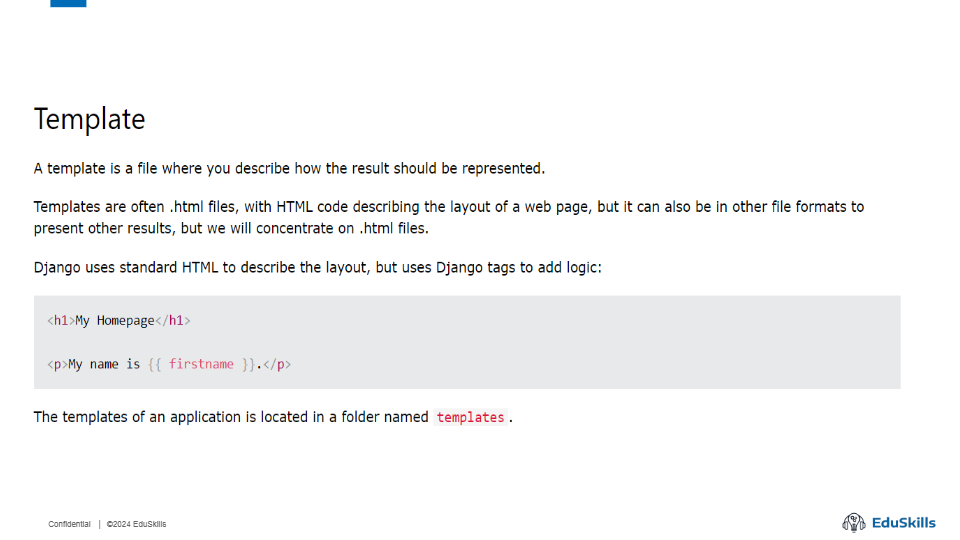 Template
A template is a file where you describe how the result should be represented.
Templates are often .html files, with HTML code describing the layout of a web page, but it can also be in other file formats to
present other results, but we will concentrate on .html files.
Django uses standard HTML to describe the layout, but uses Django tags to add logic:
<h1>My Homepage</h1>
<p>My name is {{ firstname }}.</p>
The templates of an application is located in a folder named templates.
Confidential | ©2024 EduSkills
EduSkills